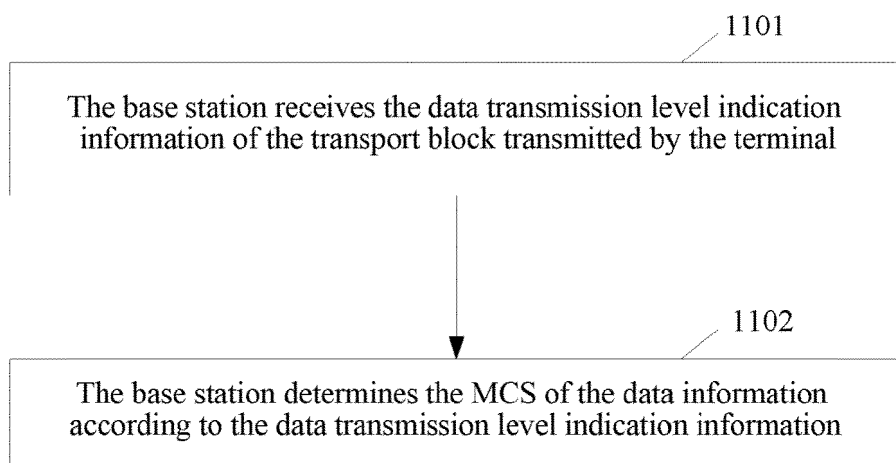 1101
The base station receives the data transmission level indication
information of the transport block transmitted by the terminal
1102
The base station determines the MCS of the data information
according to the data transmission level indication information